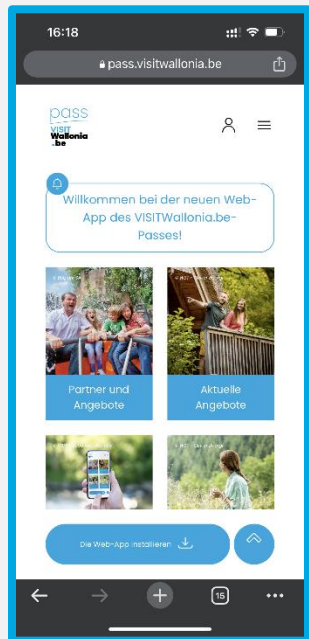 16:18
pass.visitwallonia.be
pass
VISIT
Wallonia
.be
Willkommen bei der neuen Web-
App des VISITWallonia.be-
Passes!
Partner und
Angebote
Aktuelle
Angebote
Die Web-App installieren
15